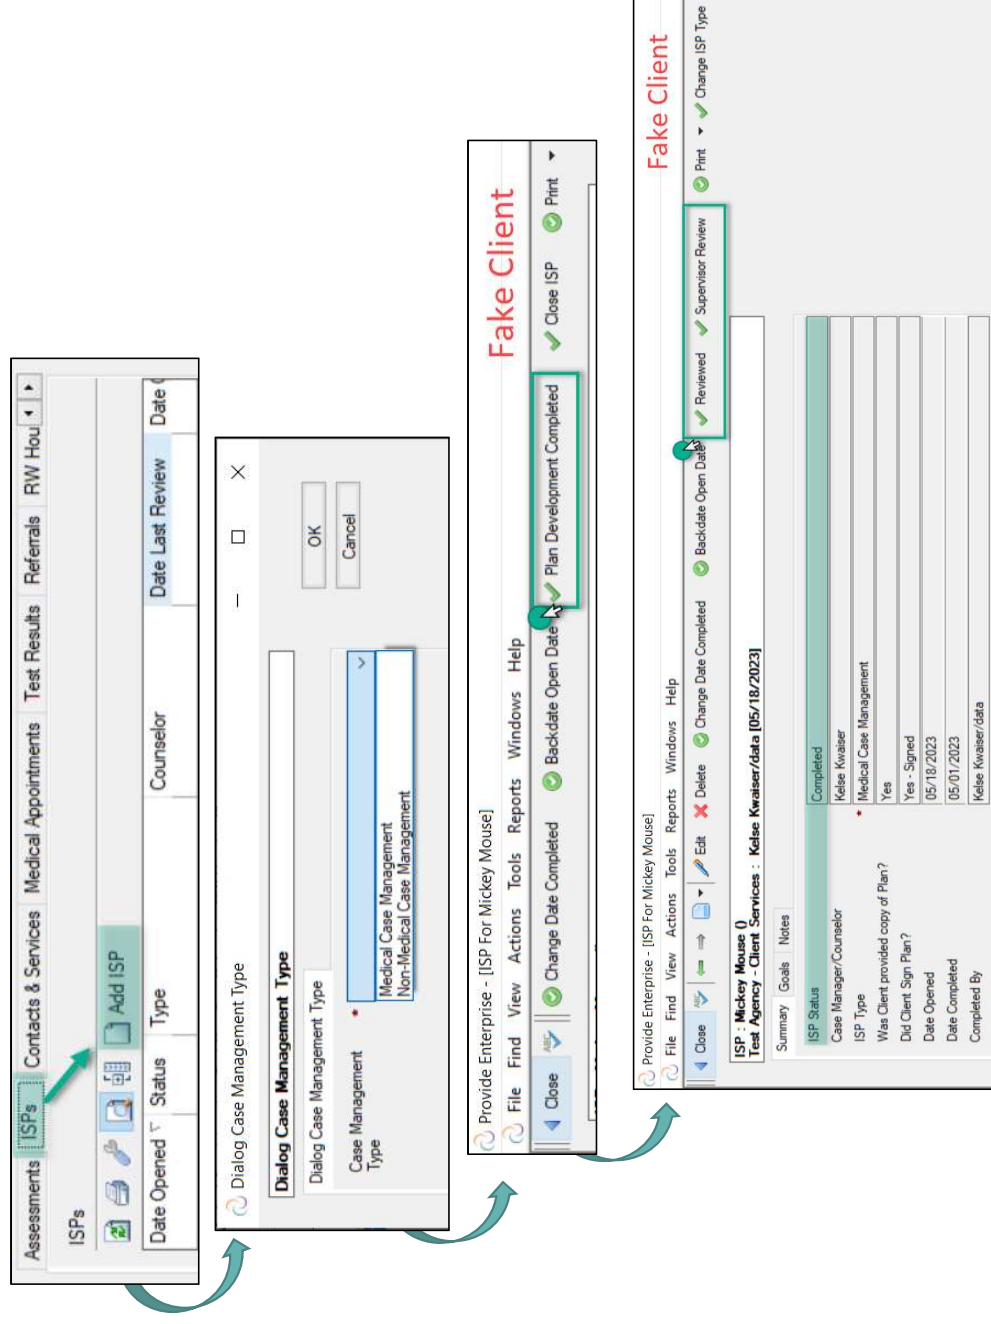 Assessments ISPs Contacts & Services Medical Appointments Test Results Referrals RW Hou
ISPs
Add ISP
Date Opened Status Type Counselor Date Last Review Date
Dialog Case Management Type
Dialog Case Management Type
Dialog Case Management Type
Case Management
Type
*
Medical Case Management
Non-Medical Case Management
OK
Cancel
Provide Enterprise - [ISP For Mickey Mouse]
Fake Client
File Find View Actions Tools Reports Windows Help
Close ABC Change Date Completed Backdate Open Date Plan Development Completed Close ISP Print
Provide Enterprise - [ISP For Mickey Mouse]
Fake Client
File Find View Actions Tools Reports Windows Help
Close ABC Edit Delete Change Date Completed Backdate Open Date Reviewed Supervisor Review Print Change ISP Type
ISP : Mickey Mouse ()
Test Agency - Client Services : Kelse Kwaiser/data [05/18/2023]
Summary Goals Notes
ISP Status Completed
Case Manager/Counselor Kelse Kwaiser
ISP Type * Medical Case Management
Was Client provided copy of Plan? Yes
Did Client Sign Plan? Yes - Signed
Date Opened 05/18/2023
Date Completed 05/01/2023
Completed By Kelse Kwaiser/data